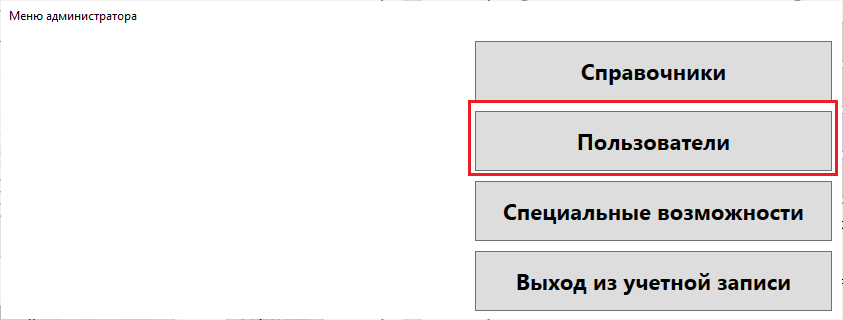 Меню администратора
Справочники
Пользователи
Специальные возможности
Выход из учетной записи